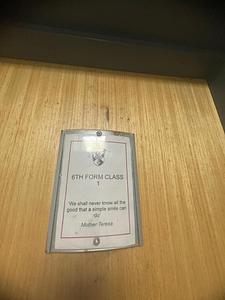 6TH FORM CLASS
1
'We shall never know all the
good that a simple smile can
do'
Mother Teresa